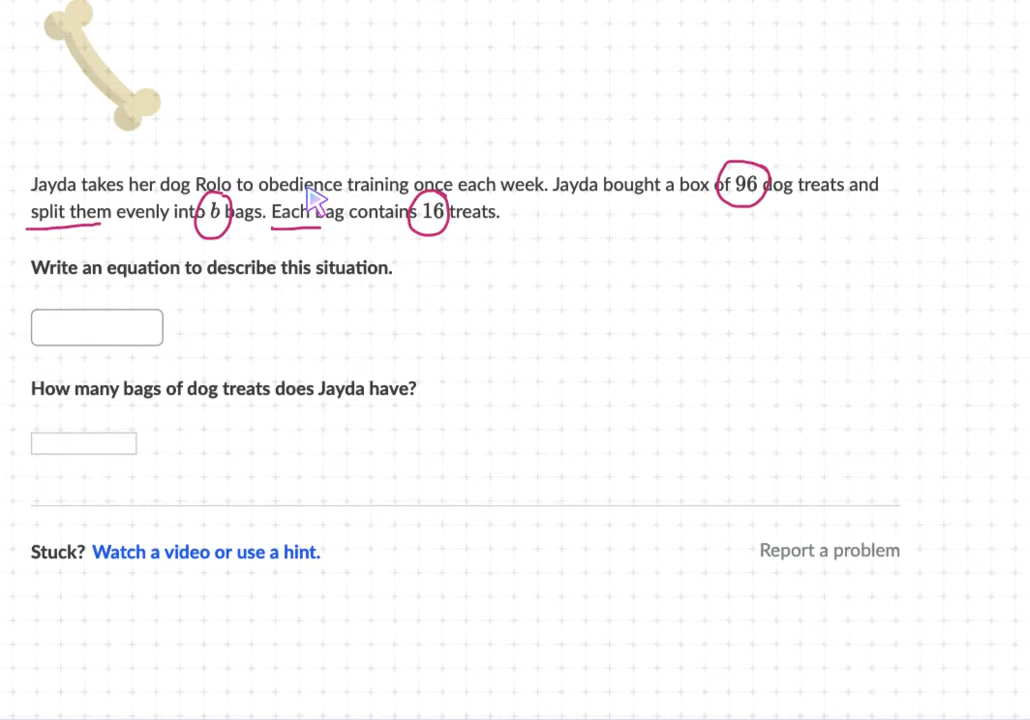 Jayda takes her dog Rolo to obedience training once each week. Jayda bought a box of 96 dog treats and
split them evenly into b bags. Each bag contains 16 treats.
Write an equation to describe this situation.
How many bags of dog treats does Jayda have?
Stuck? Watch a video or use a hint.
Report a problem